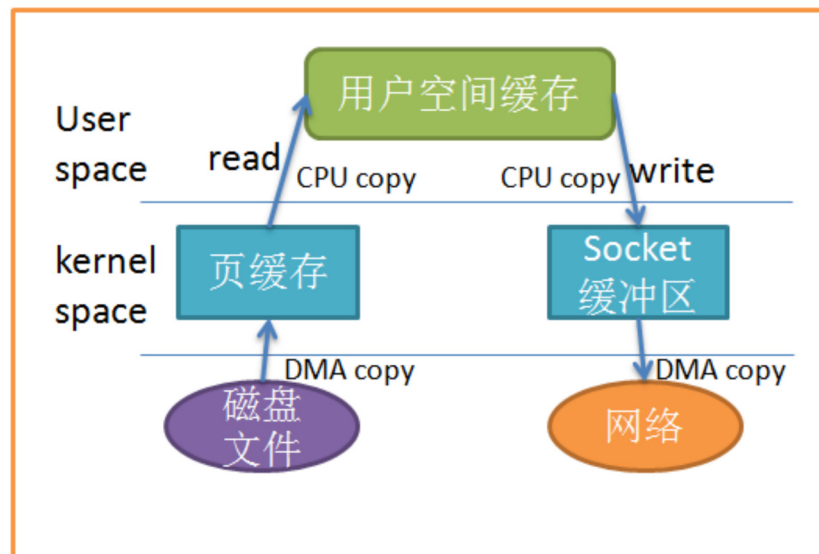 用户空间缓存
User
space
read
CPU copy
CPU copy
write
kernel
space
页缓存
Socket
缓冲区
DMA copy
DMA copy
磁盘
文件
网络